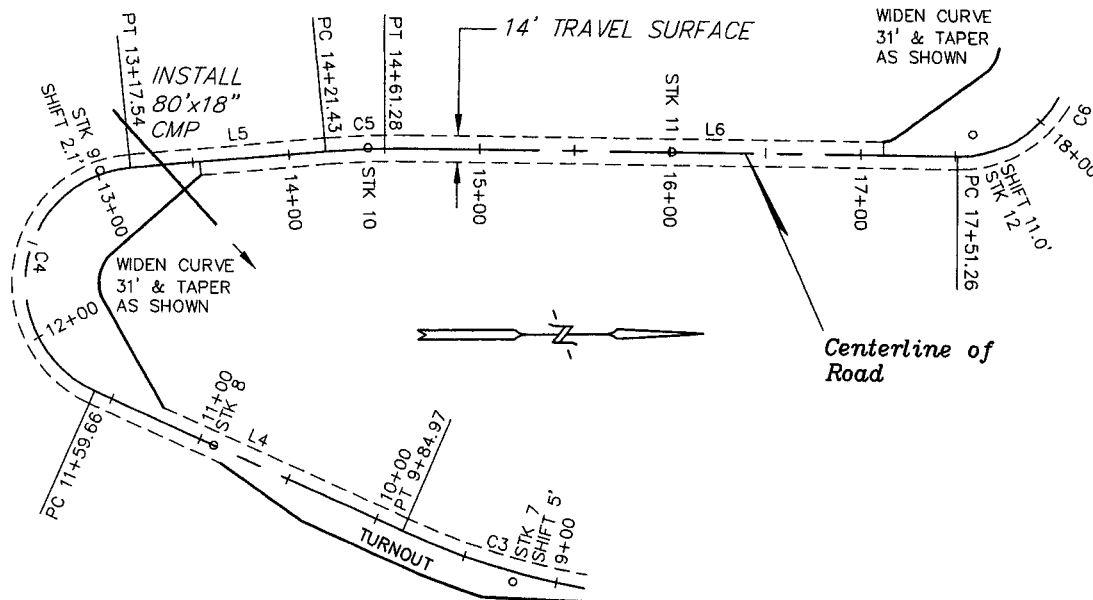 PT 13+17.54
INSTALL
80'x18"
CMP
PC 14+21.43
PT 14+61.28
14' TRAVEL SURFACE
WIDEN CURVE
31' & TAPER
AS SHOWN
STK 9
SHIFT 2.1'
L5
C5
STK 11
L6
C6
18+00
13+00
14+00
STK 10
15+00
16+00
17+00
PC 17+51.26
SHIFT 11.0'
STK 12
C4
WIDEN CURVE
31' & TAPER
AS SHOWN
12+00
Z
Centerline of
Road
PC 11+59.66
11+00
STK 8
L4
10+00
PT 9+84.97
TURNOUT
C3
STK 7
SHIFT 5'
9+00